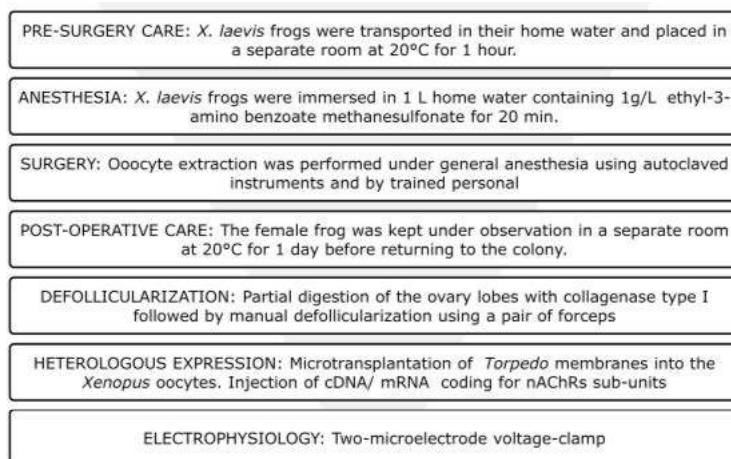 PRE-SURGERY CARE: X. laevis frogs were transported in their home water and placed in
a separate room at 20°C for 1 hour.
ANESTHESIA: X. laevis frogs were immersed in 1 L home water containing 1g/L ethyl-3-
amino benzoate methanesulfonate for 20 min.
SURGERY: Ooocyte extraction was performed under general anesthesia using autoclaved
instruments and by trained personal
POST-OPERATIVE CARE: The female frog was kept under observation in a separate room
at 20°C for 1 day before returning to the colony.
DEFOLLICULARIZATION: Partial digestion of the ovary lobes with collagenase type I
followed by manual defollicularization using a pair of forceps
HETEROLOGOUS EXPRESSION: Microtransplantation of Torpedo membranes into the
Xenopus oocytes. Injection of cDNA/ mRNA coding for nAChRs sub-units
ELECTROPHYSIOLOGY: Two-microelectrode voltage-clamp